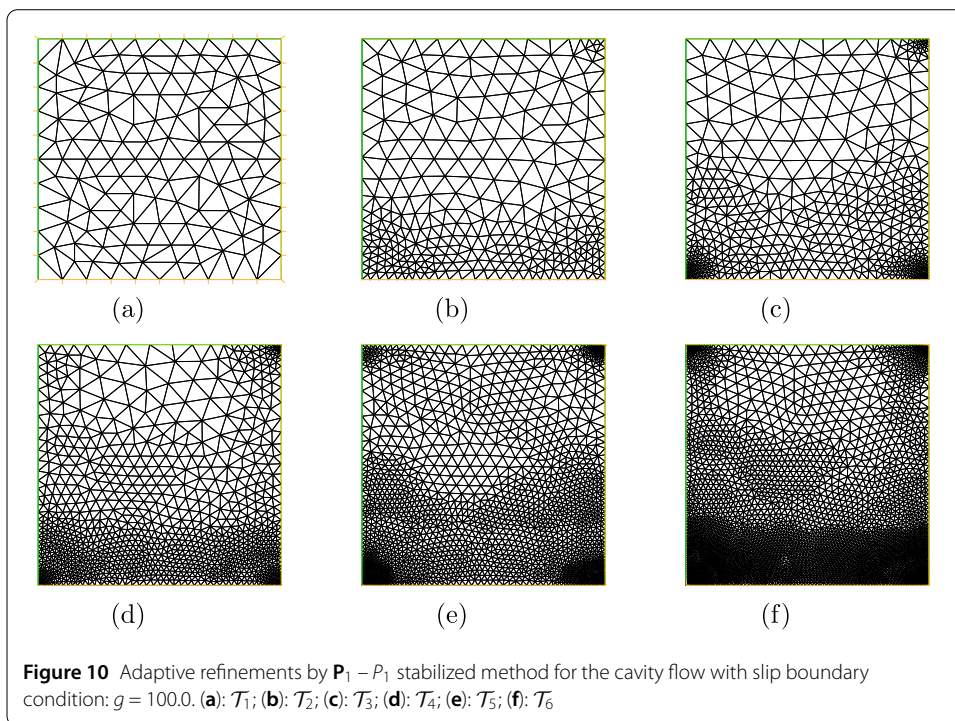 (a) (b) (c)
(d) (e) (f)
Figure 10 Adaptive refinements by P₁ – P₁ stabilized method for the cavity flow with slip boundary
condition: g = 100.0. (a): 𝒯₁; (b): 𝒯₂; (c): 𝒯₃; (d): 𝒯₄; (e): 𝒯₅; (f): 𝒯₆